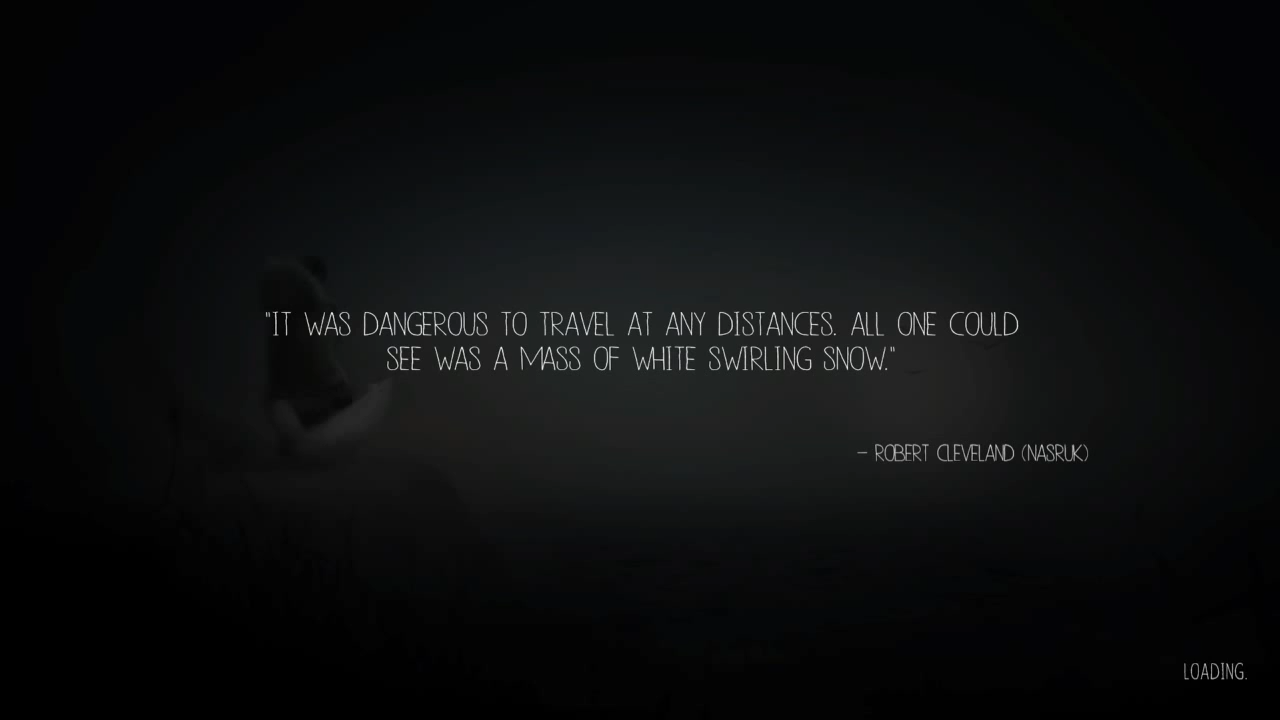 "IT WAS DANGEROUS TO TRAVEL AT ANY DISTANCES. ALL ONE COULD
SEE WAS A MASS OF WHITE SWIRLING SNOW."
- ROBERT CLEVELAND (NASRUK)
LOADING.